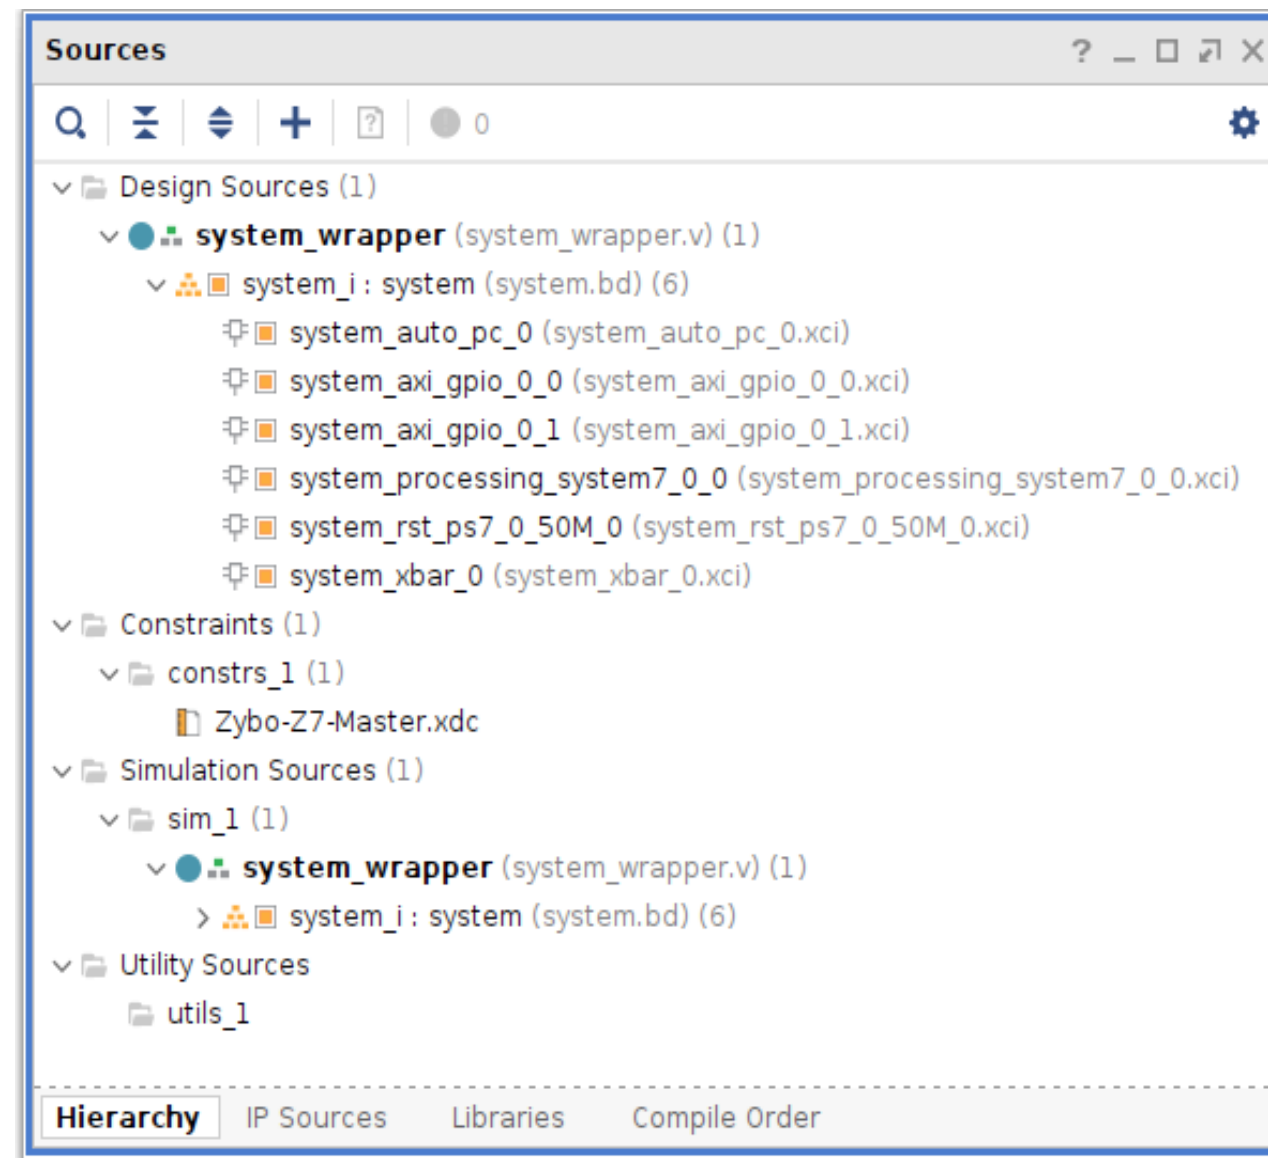 Sources
0
Design Sources (1)
system_wrapper (system_wrapper.v) (1)
system_i : system (system.bd) (6)
system_auto_pc_0 (system_auto_pc_0.xci)
system_axi_gpio_0_0 (system_axi_gpio_0_0.xci)
system_axi_gpio_0_1 (system_axi_gpio_0_1.xci)
system_processing_system7_0_0 (system_processing_system7_0_0.xci)
system_rst_ps7_0_50M_0 (system_rst_ps7_0_50M_0.xci)
system_xbar_0 (system_xbar_0.xci)
Constraints (1)
constrs_1 (1)
Zybo-Z7-Master.xdc
Simulation Sources (1)
sim_1 (1)
system_wrapper (system_wrapper.v) (1)
system_i : system (system.bd) (6)
Utility Sources
utils_1
Hierarchy IP Sources Libraries Compile Order